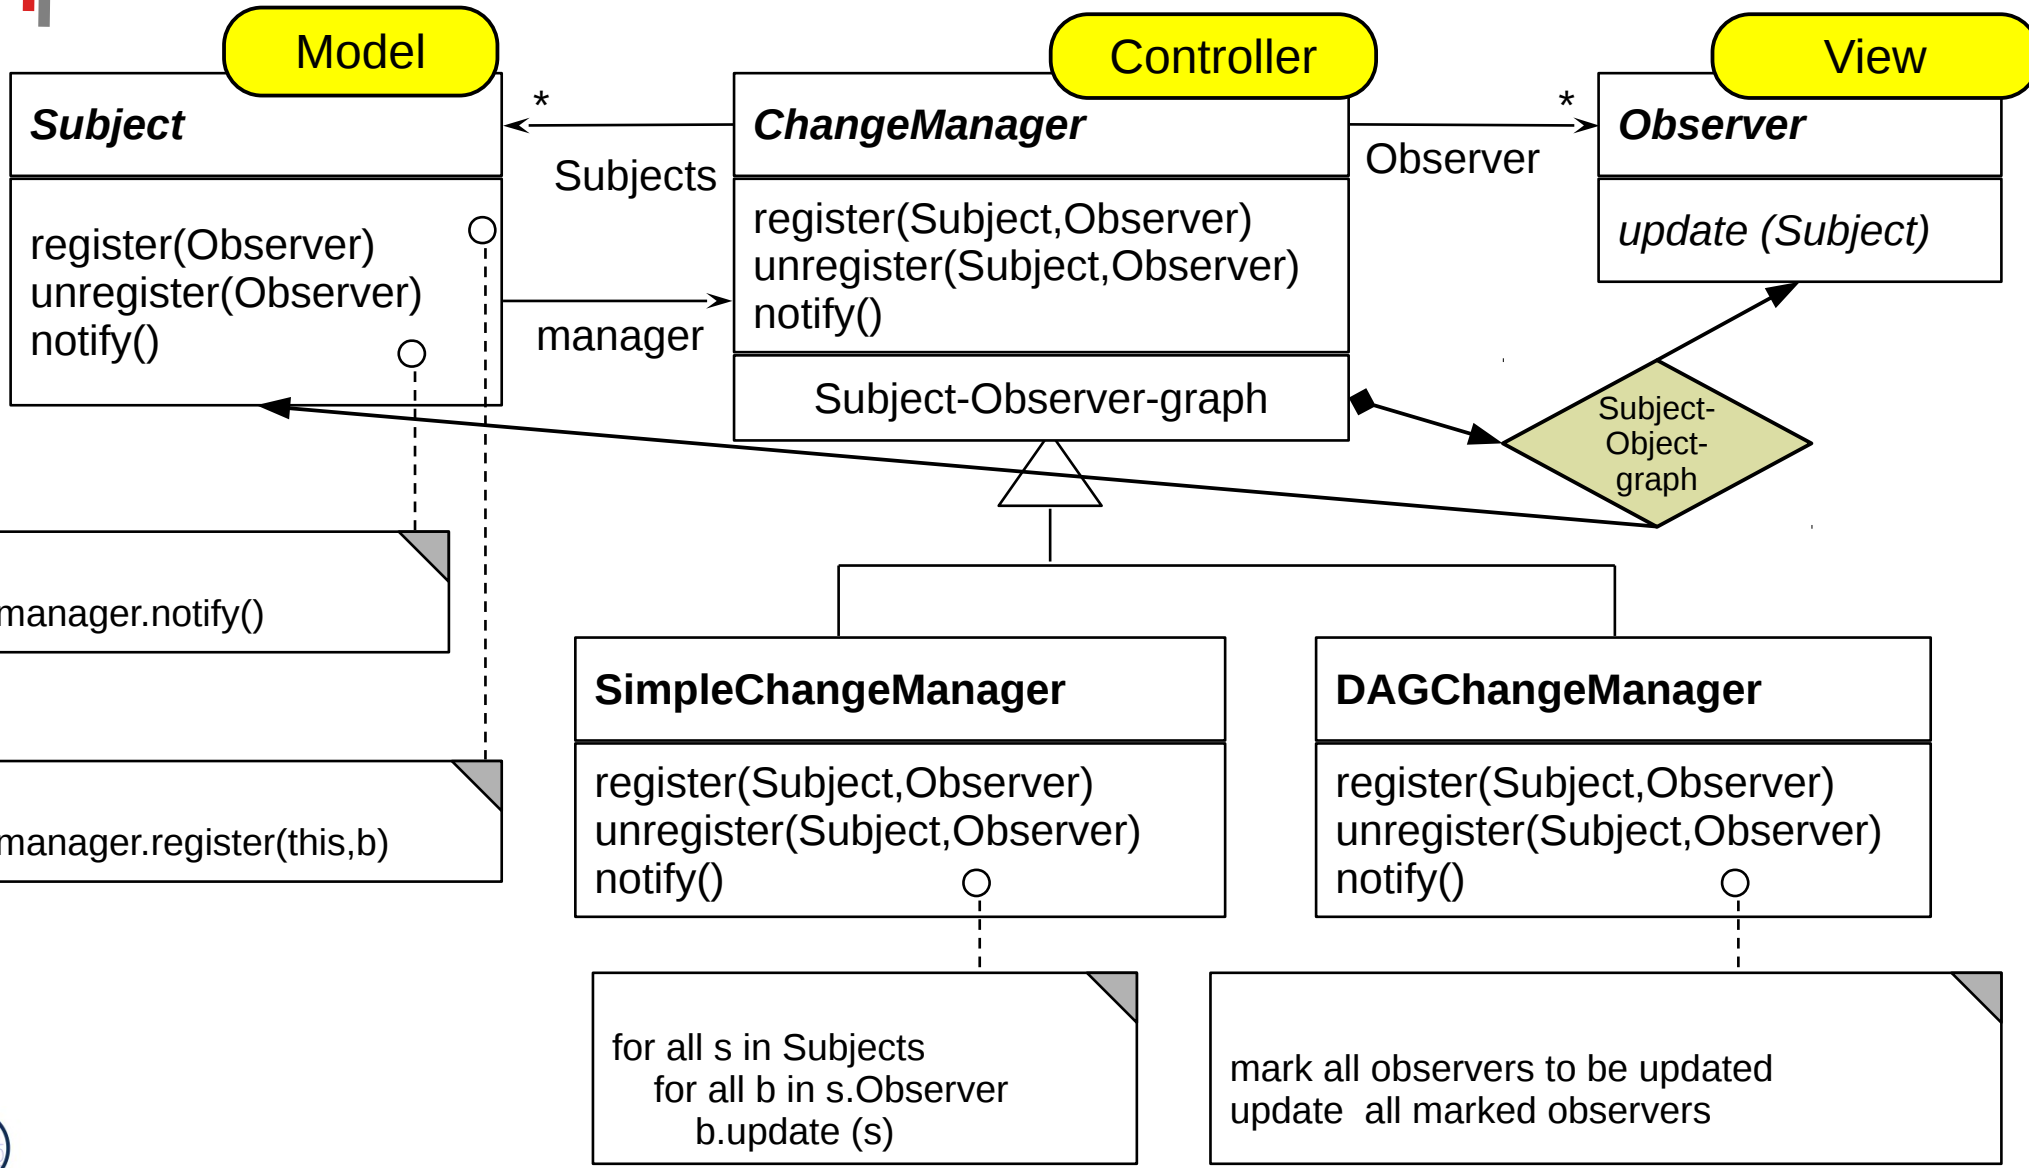 Model
Controller
View
Subject
*
ChangeManager
*
Observer
Subjects
Observer
register(Observer)
unregister(Observer)
notify()
manager
register(Subject,Observer)
unregister(Subject,Observer)
notify()
update (Subject)
Subject-Observer-graph
Subject-
Object-
graph
manager.notify()
manager.register(this,b)
SimpleChangeManager
register(Subject,Observer)
unregister(Subject,Observer)
notify()
DAGChangeManager
register(Subject,Observer)
unregister(Subject,Observer)
notify()
for all s in Subjects
for all b in s.Observer
b.update (s)
mark all observers to be updated
update  all marked observers